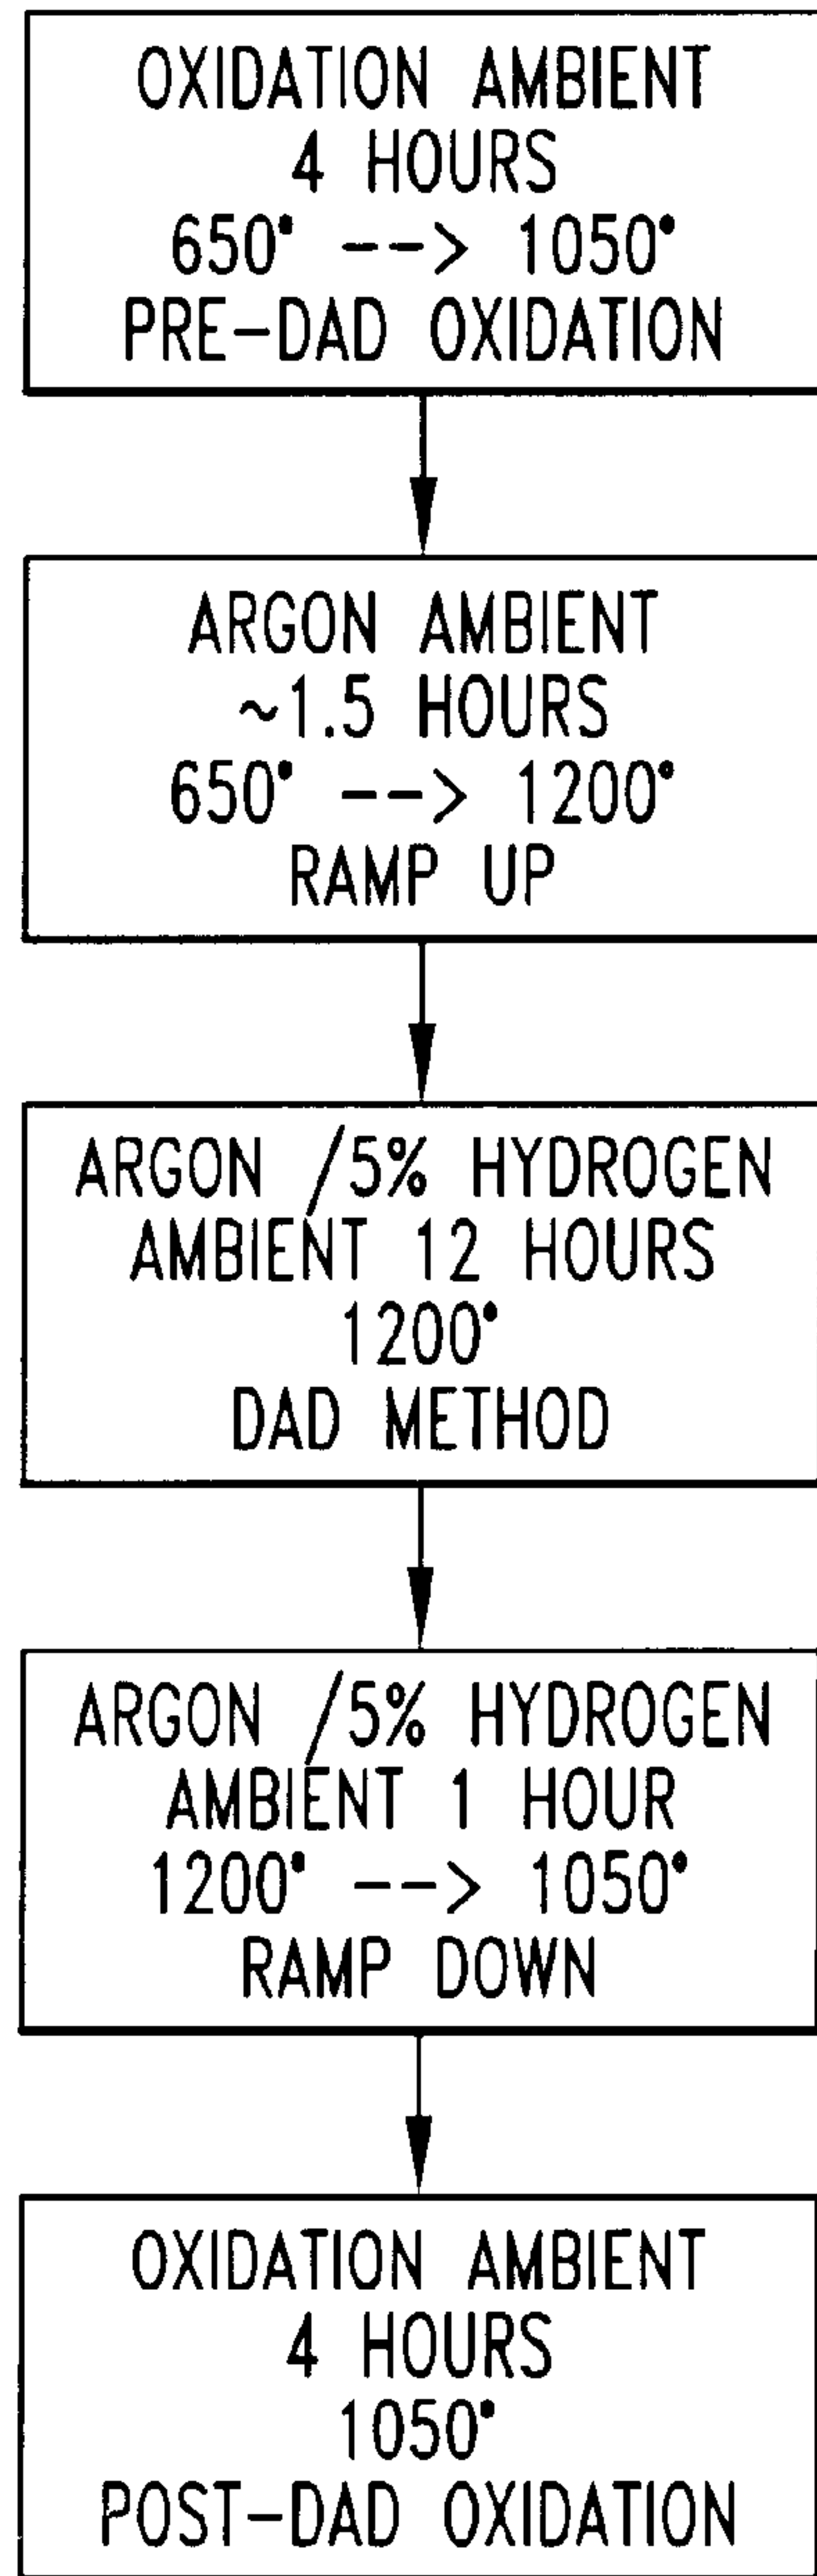 OXIDATION AMBIENT
4 HOURS
650° --> 1050°
PRE-DAD OXIDATION
ARGON AMBIENT
~1.5 HOURS
650° --> 1200°
RAMP UP
ARGON /5% HYDROGEN
AMBIENT 12 HOURS
1200°
DAD METHOD
ARGON /5% HYDROGEN
AMBIENT 1 HOUR
1200° --> 1050°
RAMP DOWN
OXIDATION AMBIENT
4 HOURS
1050°
POST-DAD OXIDATION